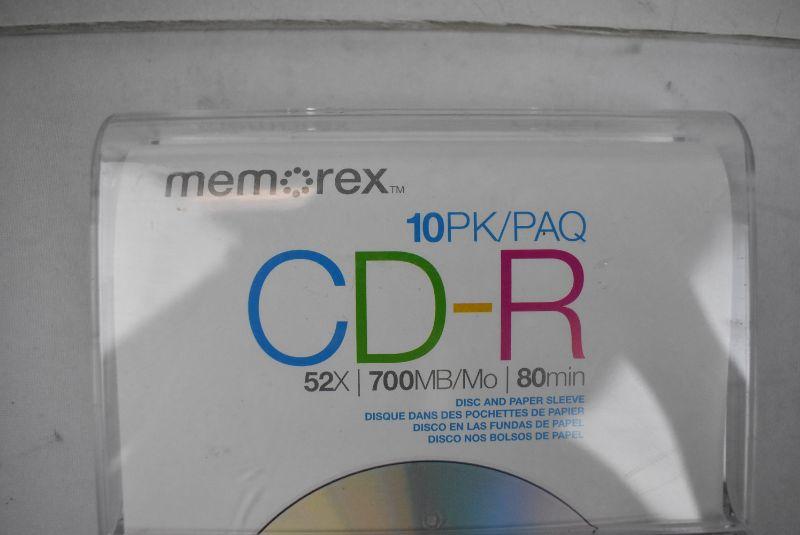 memorex™
10PK/PAQ
CD-R
52X | 700MB/Mo | 80min
DISC AND PAPER SLEEVE
DISQUE DANS DES POCHETTES DE PAPIER
DISCO EN LAS FUNDAS DE PAPEL
DISCO NOS BOLSOS DE PAPEL